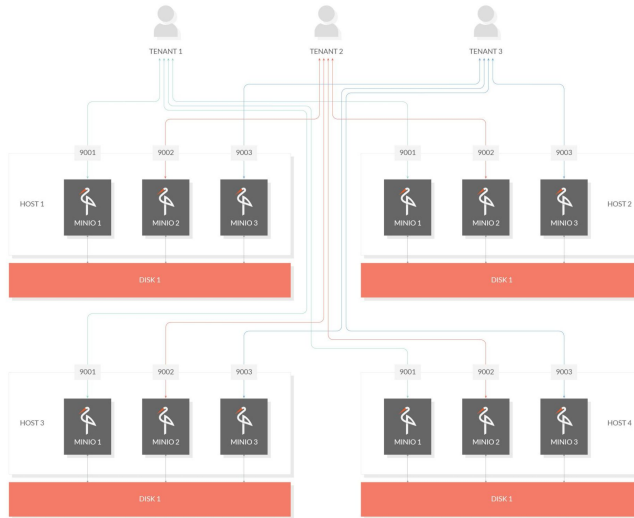 TENANT 1 TENANT 2 TENANT 3
9001 9002 9003 9001 9002 9003
HOST 1 HOST 2
MINIO 1 MINIO 2 MINIO 3 MINIO 1 MINIO 2 MINIO 3
DISK 1 DISK 1
9001 9002 9003 9001 9002 9003
HOST 3 HOST 4
MINIO 1 MINIO 2 MINIO 3 MINIO 1 MINIO 2 MINIO 3
DISK 1 DISK 1